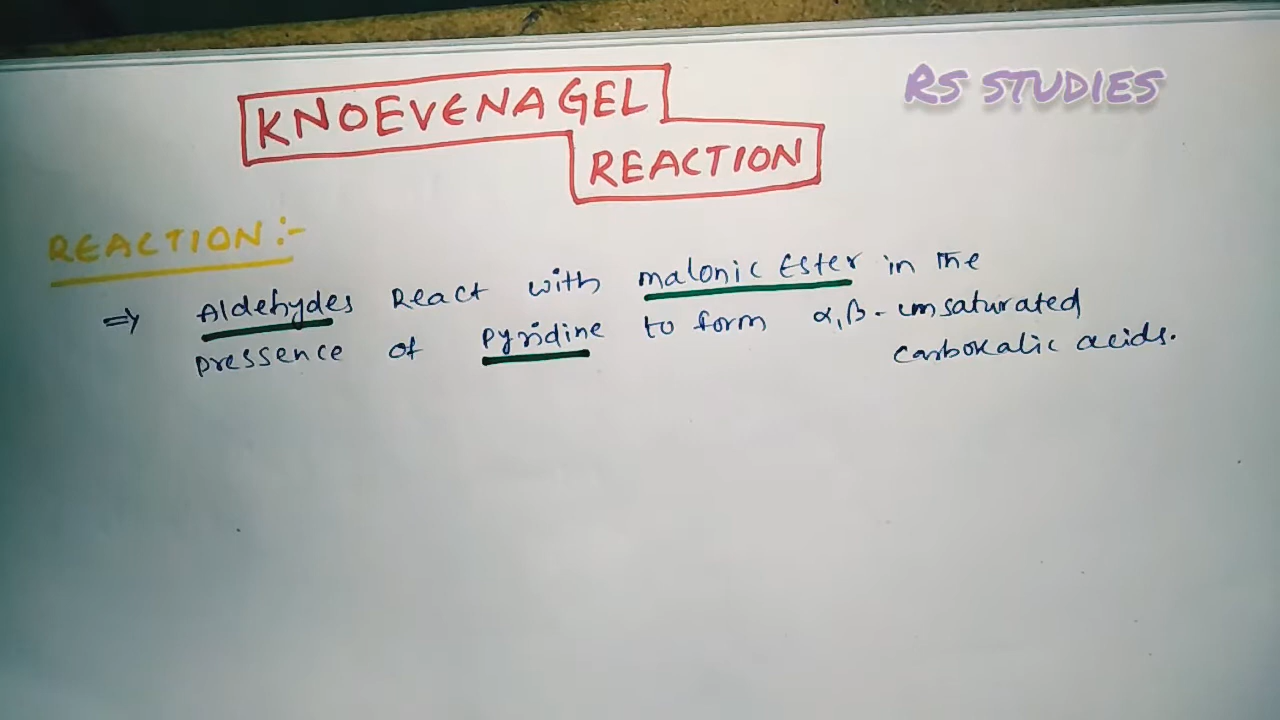 KNOEVENAGEL
REACTION
RS STUDIES
REACTION :-
⇒ Aldehydes React with malonic Ester in the
pressence of pyridine to form α,β-unsaturated
carboxalic acids.